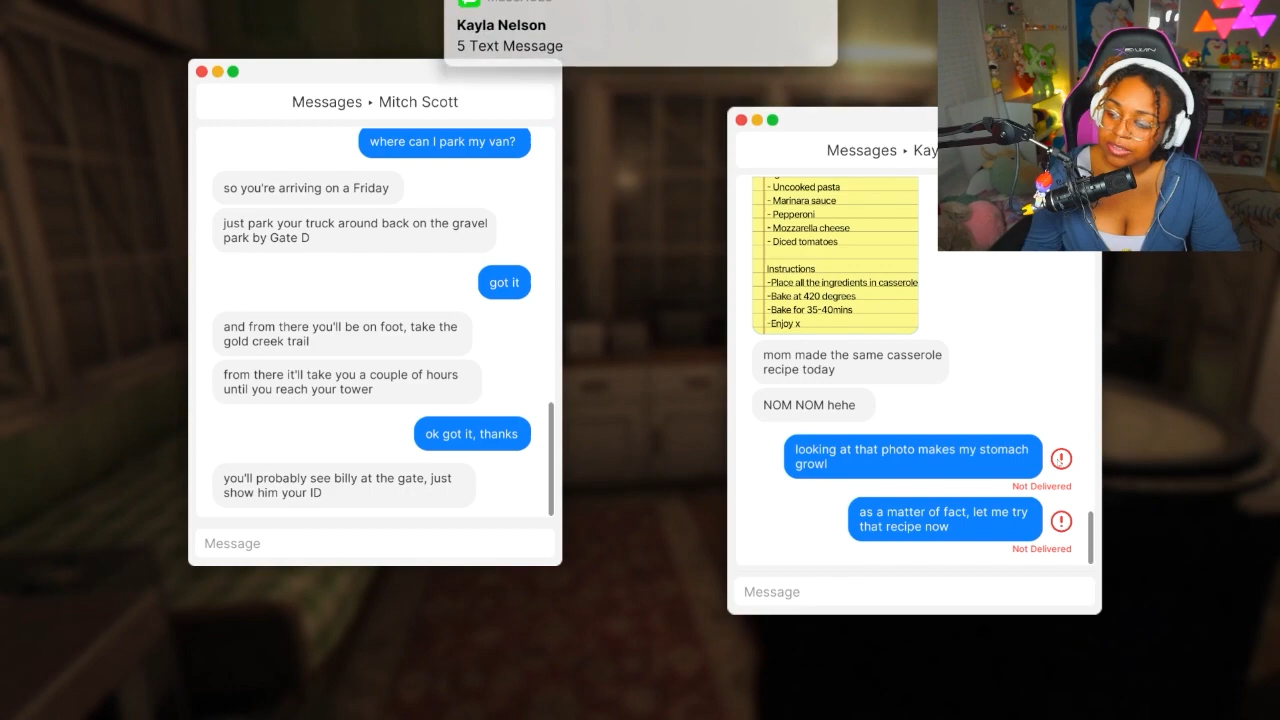 Kayla Nelson
5 Text Message
Messages ▸ Mitch Scott
where can I park my van?
so you're arriving on a Friday
just park your truck around back on the gravel
park by Gate D
got it
and from there you'll be on foot, take the
gold creek trail
from there it'll take you a couple of hours
until you reach your tower
ok got it, thanks
you'll probably see billy at the gate, just
show him your ID
Message
Messages ▸ Kay
- Uncooked pasta
- Marinara sauce
- Pepperoni
- Mozzarella cheese
- Diced tomatoes
Instructions
-Place all the ingredients in casserole
-Bake at 420 degrees
-Bake for 35-40mins
-Enjoy x
mom made the same casserole
recipe today
NOM NOM hehe
looking at that photo makes my stomach
growl
Not Delivered
as a matter of fact, let me try
that recipe now
Not Delivered
Message